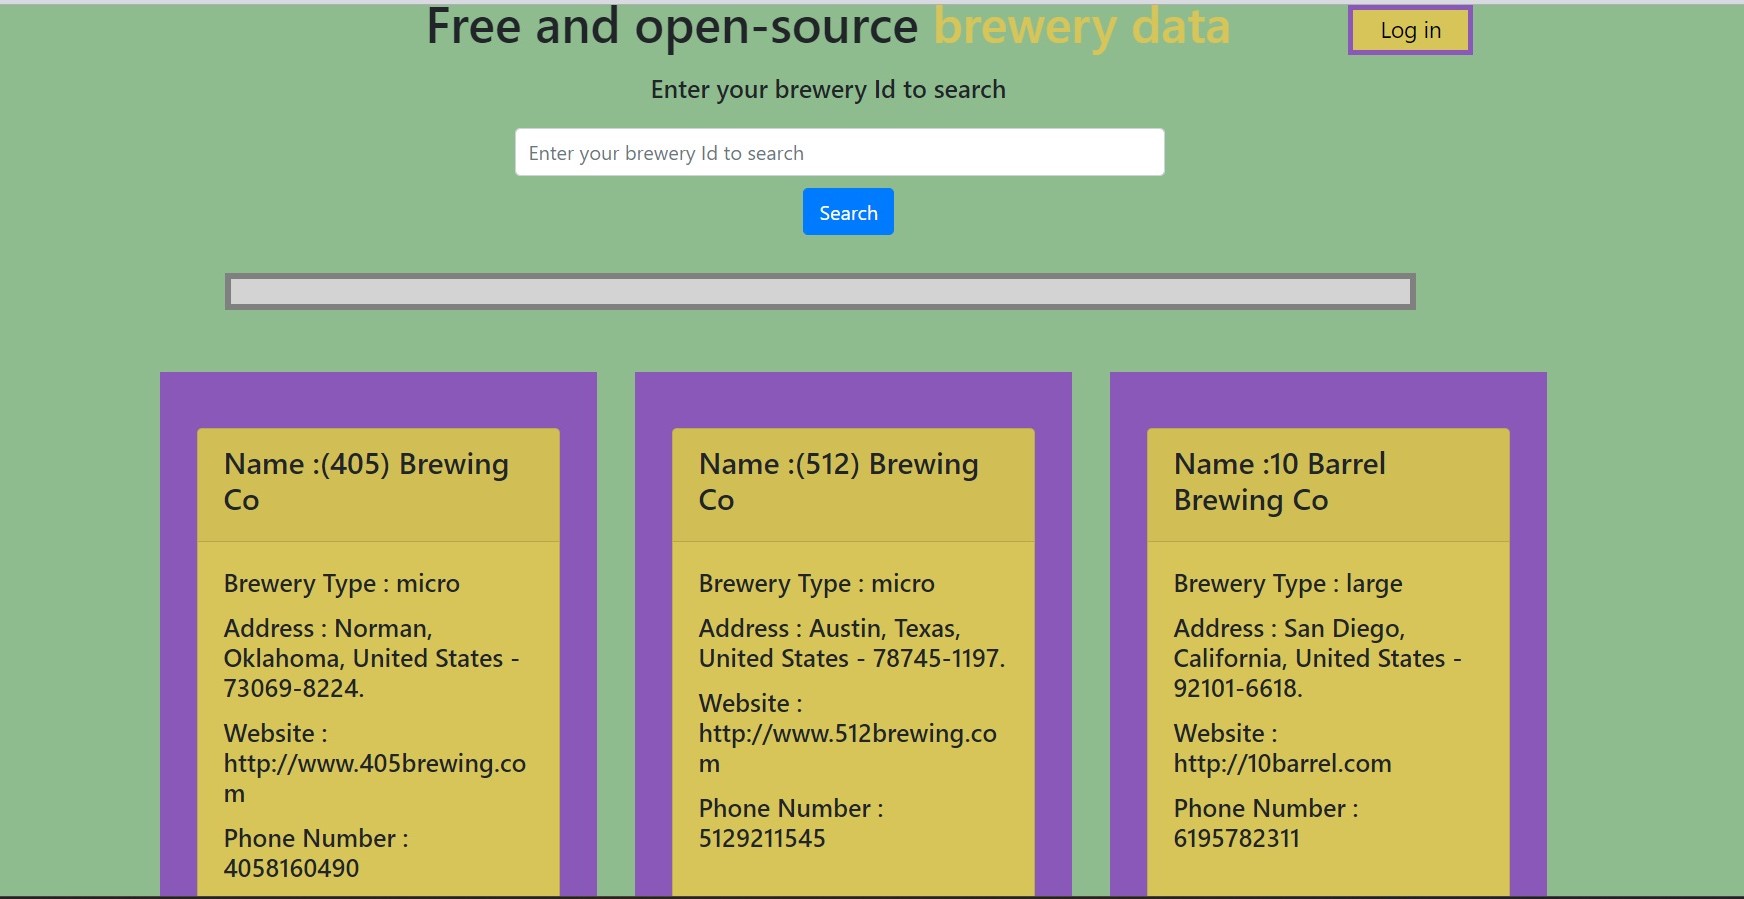 Free and open-source brewery data
Log in
Enter your brewery Id to search
Enter your brewery Id to search
Search
Name :(405) Brewing
Co
Brewery Type : micro
Address : Norman,
Oklahoma, United States -
73069-8224.
Website :
http://www.405brewing.co
m
Phone Number :
4058160490
Name :(512) Brewing
Co
Brewery Type : micro
Address : Austin, Texas,
United States - 78745-1197.
Website :
http://www.512brewing.co
m
Phone Number :
5129211545
Name :10 Barrel
Brewing Co
Brewery Type : large
Address : San Diego,
California, United States -
92101-6618.
Website :
http://10barrel.com
Phone Number :
6195782311